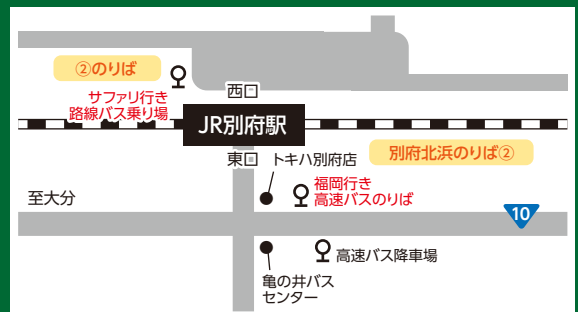 ②のりば
サファリ行き
路線バス乗り場
西口
JR別府駅
東口
トキハ別府店
別府北浜のりば②
福岡行き
高速バスのりば
至大分
10
高速バス降車場
亀の井バス
センター